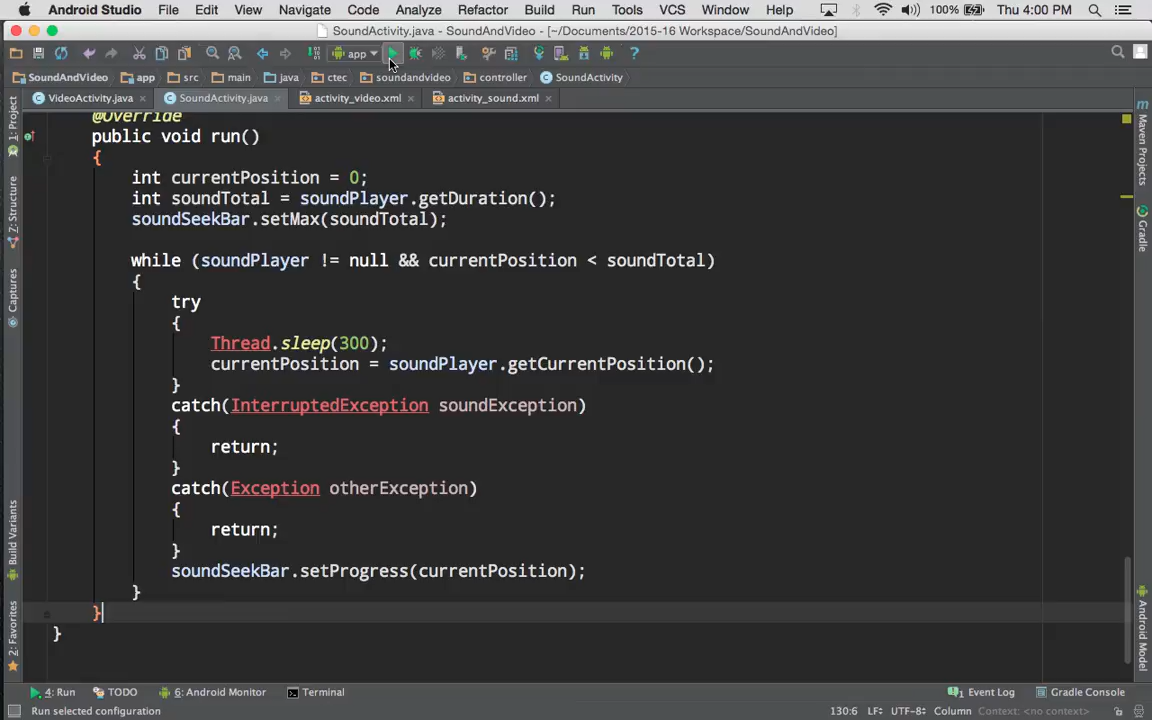 Android Studio File Edit View Navigate Code Analyze Refactor Build Run Tools VCS Window Help 100% Thu 4:00 PM
SoundActivity.java - SoundAndVideo - [~/Documents/2015-16 Workspace/SoundAndVideo]
app
SoundAndVideo app src main java ctec soundandvideo controller SoundActivity
VideoActivity.java SoundActivity.java activity_video.xml activity_sound.xml
@Override
public void run()
{
int currentPosition = 0;
int soundTotal = soundPlayer.getDuration();
soundSeekBar.setMax(soundTotal);
while (soundPlayer != null && currentPosition < soundTotal)
{
try
{
Thread.sleep(300);
currentPosition = soundPlayer.getCurrentPosition();
}
catch(InterruptedException soundException)
{
return;
}
catch(Exception otherException)
{
return;
}
soundSeekBar.setProgress(currentPosition);
}
}
}
1: Project
7: Structure
Captures
Build Variants
2: Favorites
Maven Projects
Gradle
Android Model
4: Run TODO 6: Android Monitor Terminal 1 Event Log Gradle Console
Run selected configuration 130:6 LF÷ UTF-8÷ Column Context: <no context>